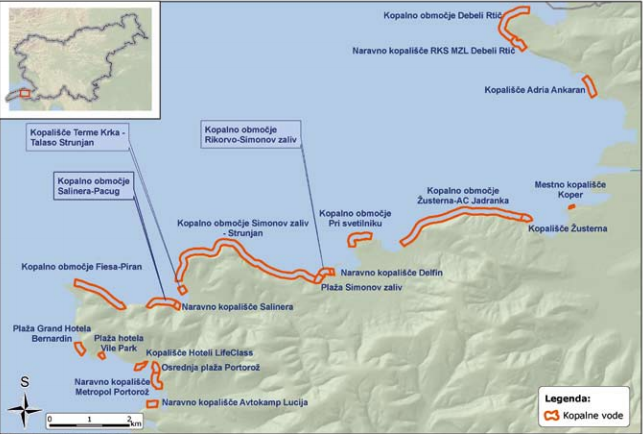 Kopalno območje Debeli Rtič
Naravno kopališče RKS MZL Debeli Rtič
Kopališče Adria Ankaran
Kopališče Terme Krka -
Talaso Strunjan
Kopalno območje
Rikorvo-Simonov zaliv
Kopalno območje
Salinera-Pacug
Kopalno območje
Žusterna-AC Jadranka
Mestno kopališče
Koper
Kopališče Žusterna
Kopalno območje
Pri svetilniku
Kopalno območje Simonov zaliv
- Strunjan
Kopalno območje Fiesa-Piran
Naravno kopališče Delfin
Plaža Simonov zaliv
Naravno kopališče Salinera
Plaža Grand Hotela
Bernardin
Plaža hotela
Vile Park
Kopališče Hoteli LifeClass
Osrednja plaža Portorož
Naravno kopališče
Metropol Portorož
Naravno kopališče Avtokamp Lucija
S
0 1 2
km
Legenda:
Kopalne vode